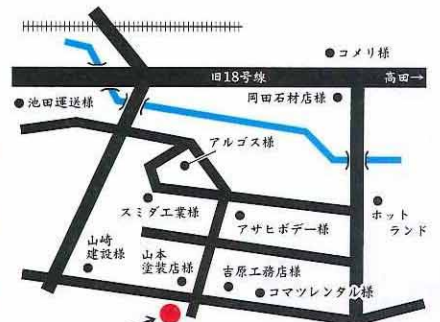 コメリ様
旧18号線
高田→
池田運送様
岡田石材店様
アルゴス様
スミダ工業様
アサヒボデー様
ホット
ランド
山崎
建設様
山本
塗装店様
吉原工務店様
コマツレンタル様